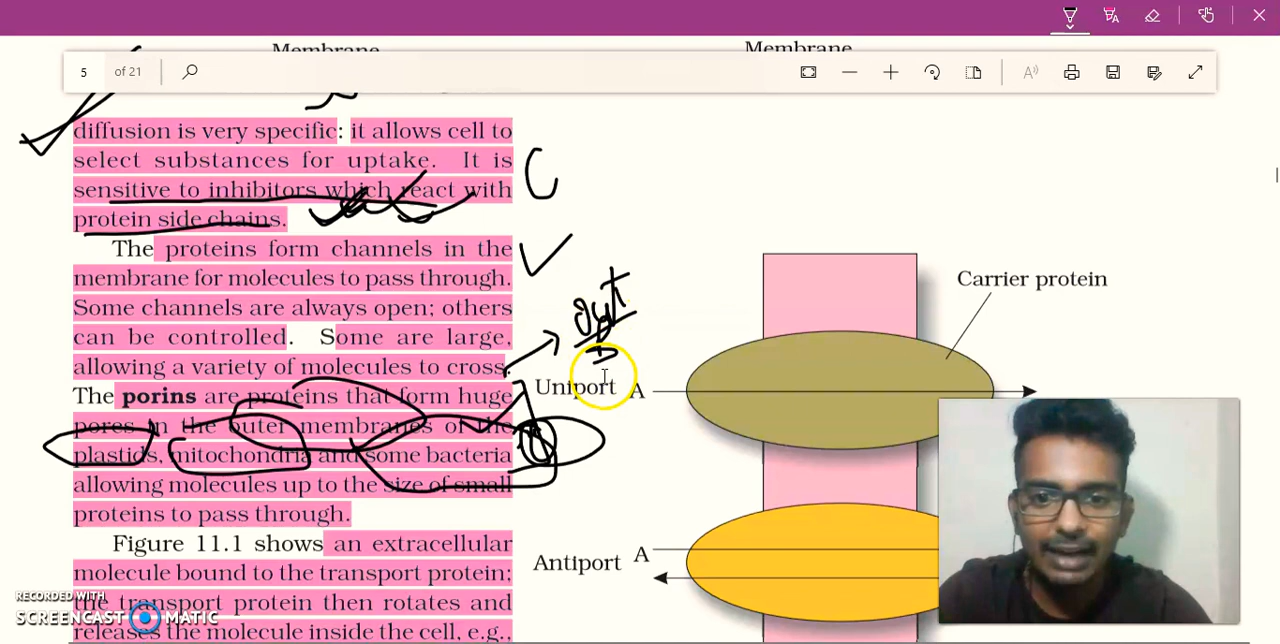 Membrane
Membrane
5 of 21
diffusion is very specific: it allows cell to
select substances for uptake. It is
sensitive to inhibitors which react with
protein side chains.
The proteins form channels in the
membrane for molecules to pass through.
Some channels are always open; others
can be controlled. Some are large,
allowing a variety of molecules to cross.
The porins are proteins that form huge
pores in the outer membranes of the
plastids, mitochondria and some bacteria
allowing molecules up to the size of small
proteins to pass through.
Figure 11.1 shows an extracellular
molecule bound to the transport protein;
the transport protein then rotates and
releases the molecule inside the cell, e.g.,
Carrier protein
Uniport A
Antiport A
RECORDED WITH
SCREENCAST MATIC